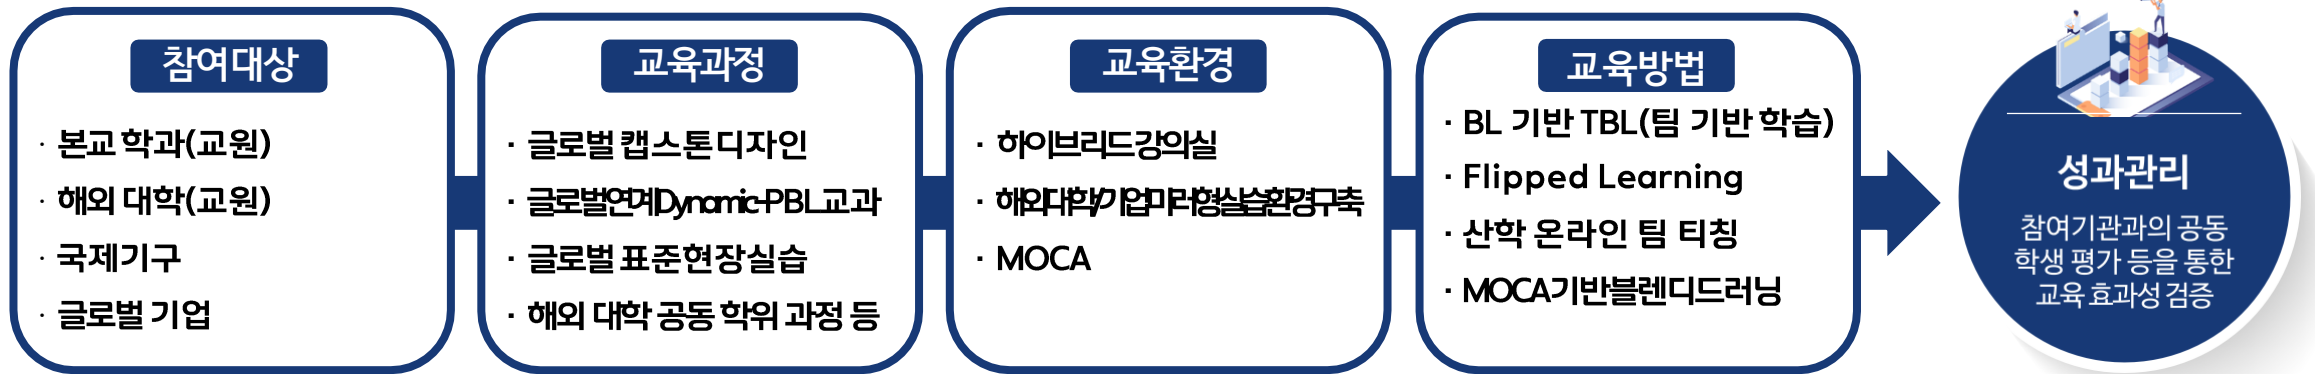 참여대상
· 본교 학과(교원)
· 해외 대학(교원)
· 국제기구
· 글로벌 기업
교육과정
· 글로벌 캡스톤 디자인
· 글로벌연계Dynamic-PBL교과
· 글로벌 표준현장실습
· 해외 대학 공동 학위 과정 등
교육환경
· 하이브리드강의실
· 해외대학/기업미러형실습환경구축
· MOCA
교육방법
· BL 기반 TBL(팀 기반 학습)
· Flipped Learning
· 산학 온라인 팀 티칭
· MOCA기반블렌디드러닝
성과관리
참여기관과의 공동
학생 평가 등을 통한
교육 효과성 검증